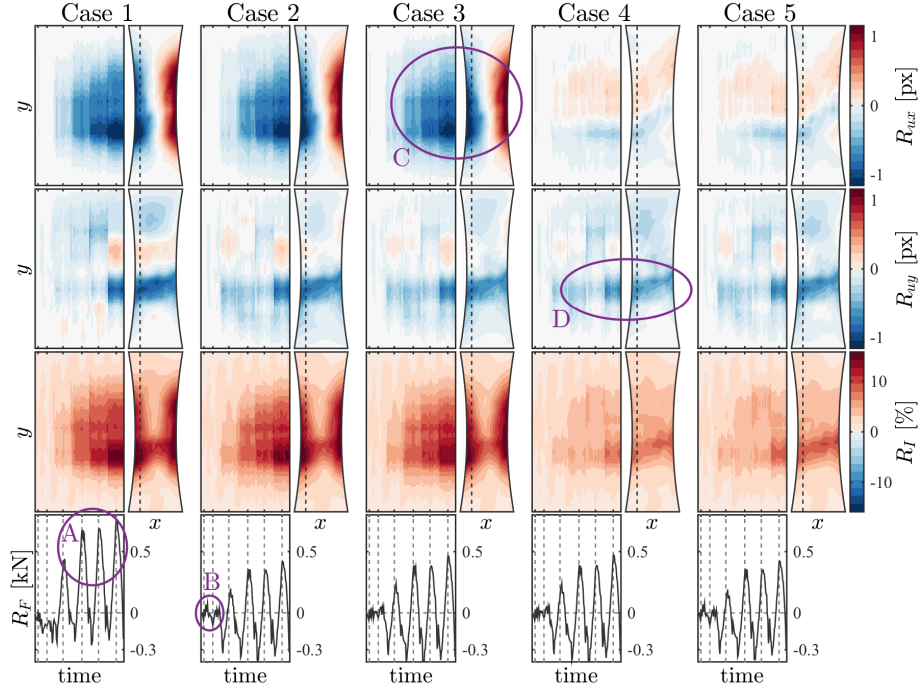 Case 1 Case 2 Case 3 Case 4 Case 5
y
C
1
0
-1
R_ux [px]
y
D
1
0
-1
R_uy [px]
y
10
0
-10
R_I [%]
x x x x x
R_F [kN]
A
0.5
0
-0.3
B
0.5
0
-0.3
0.5
0
-0.3
0.5
0
-0.3
0.5
0
-0.3
time time time time time